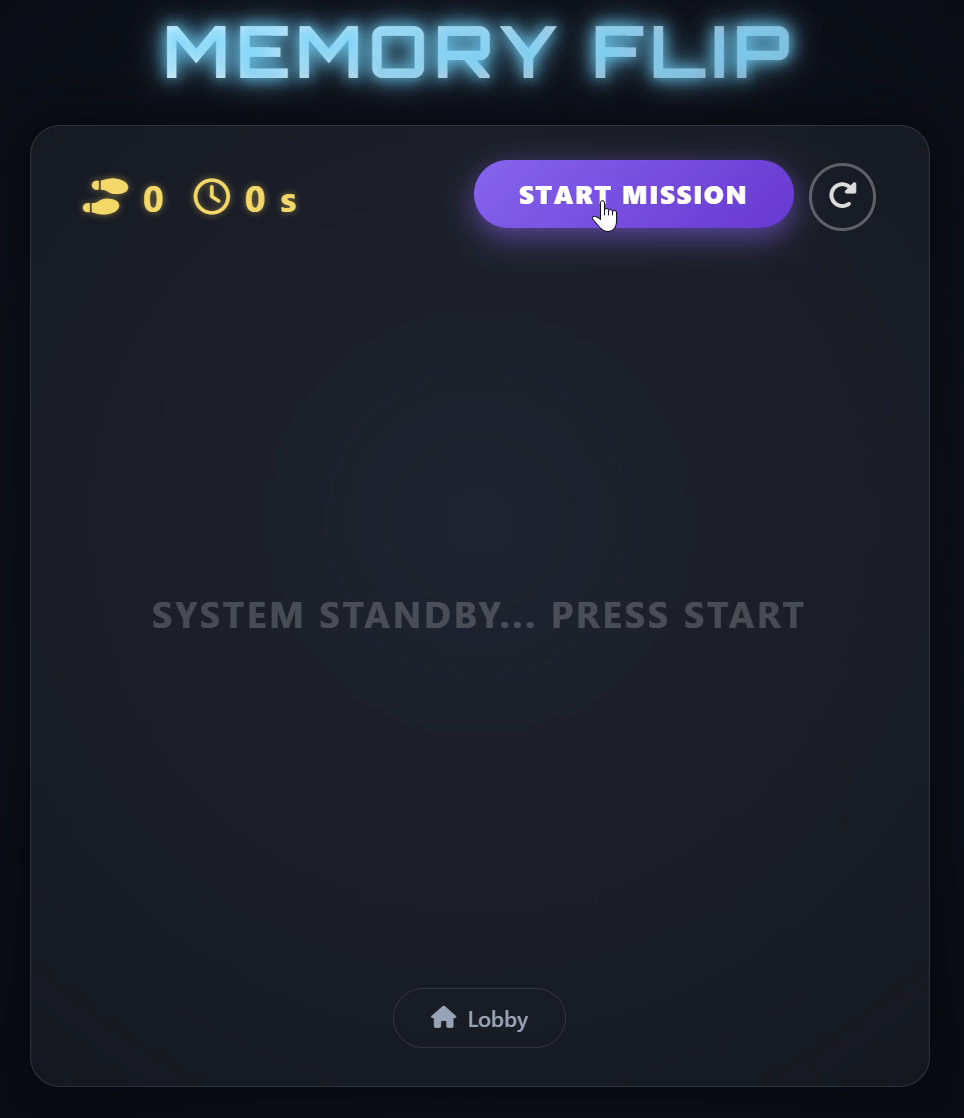 MEMORY FLIP
0 0 s START MISSION
SYSTEM STANDBY... PRESS START
Lobby